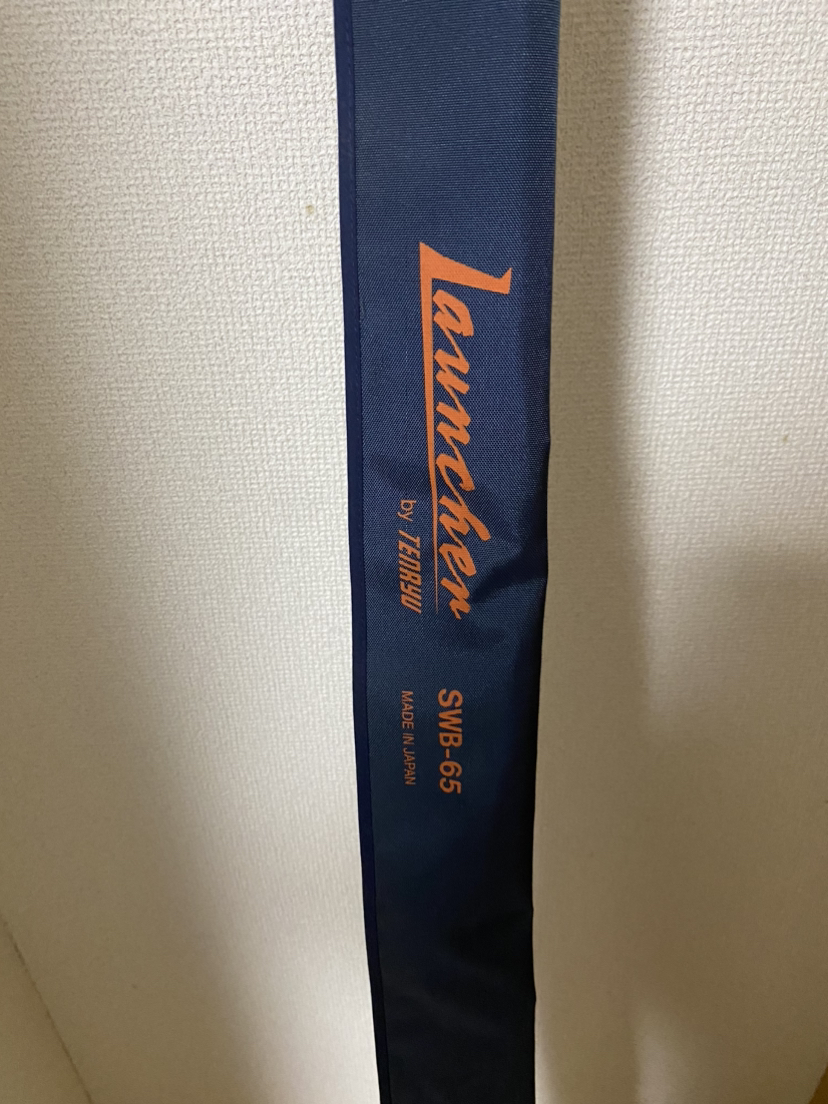 Launcher
by TENRYU
SWB-65
MADE IN JAPAN